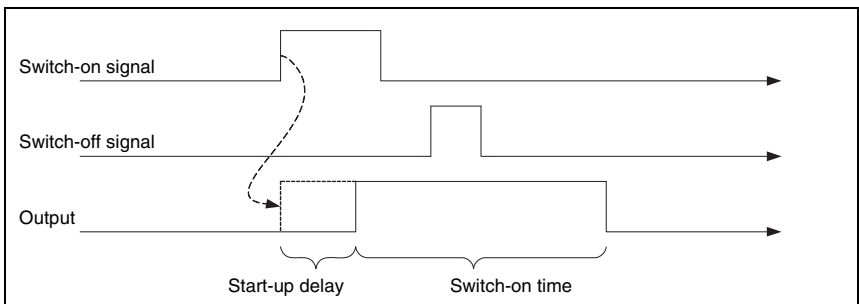 Switch-on signal
Switch-off signal
Output
Start-up delay
Switch-on time